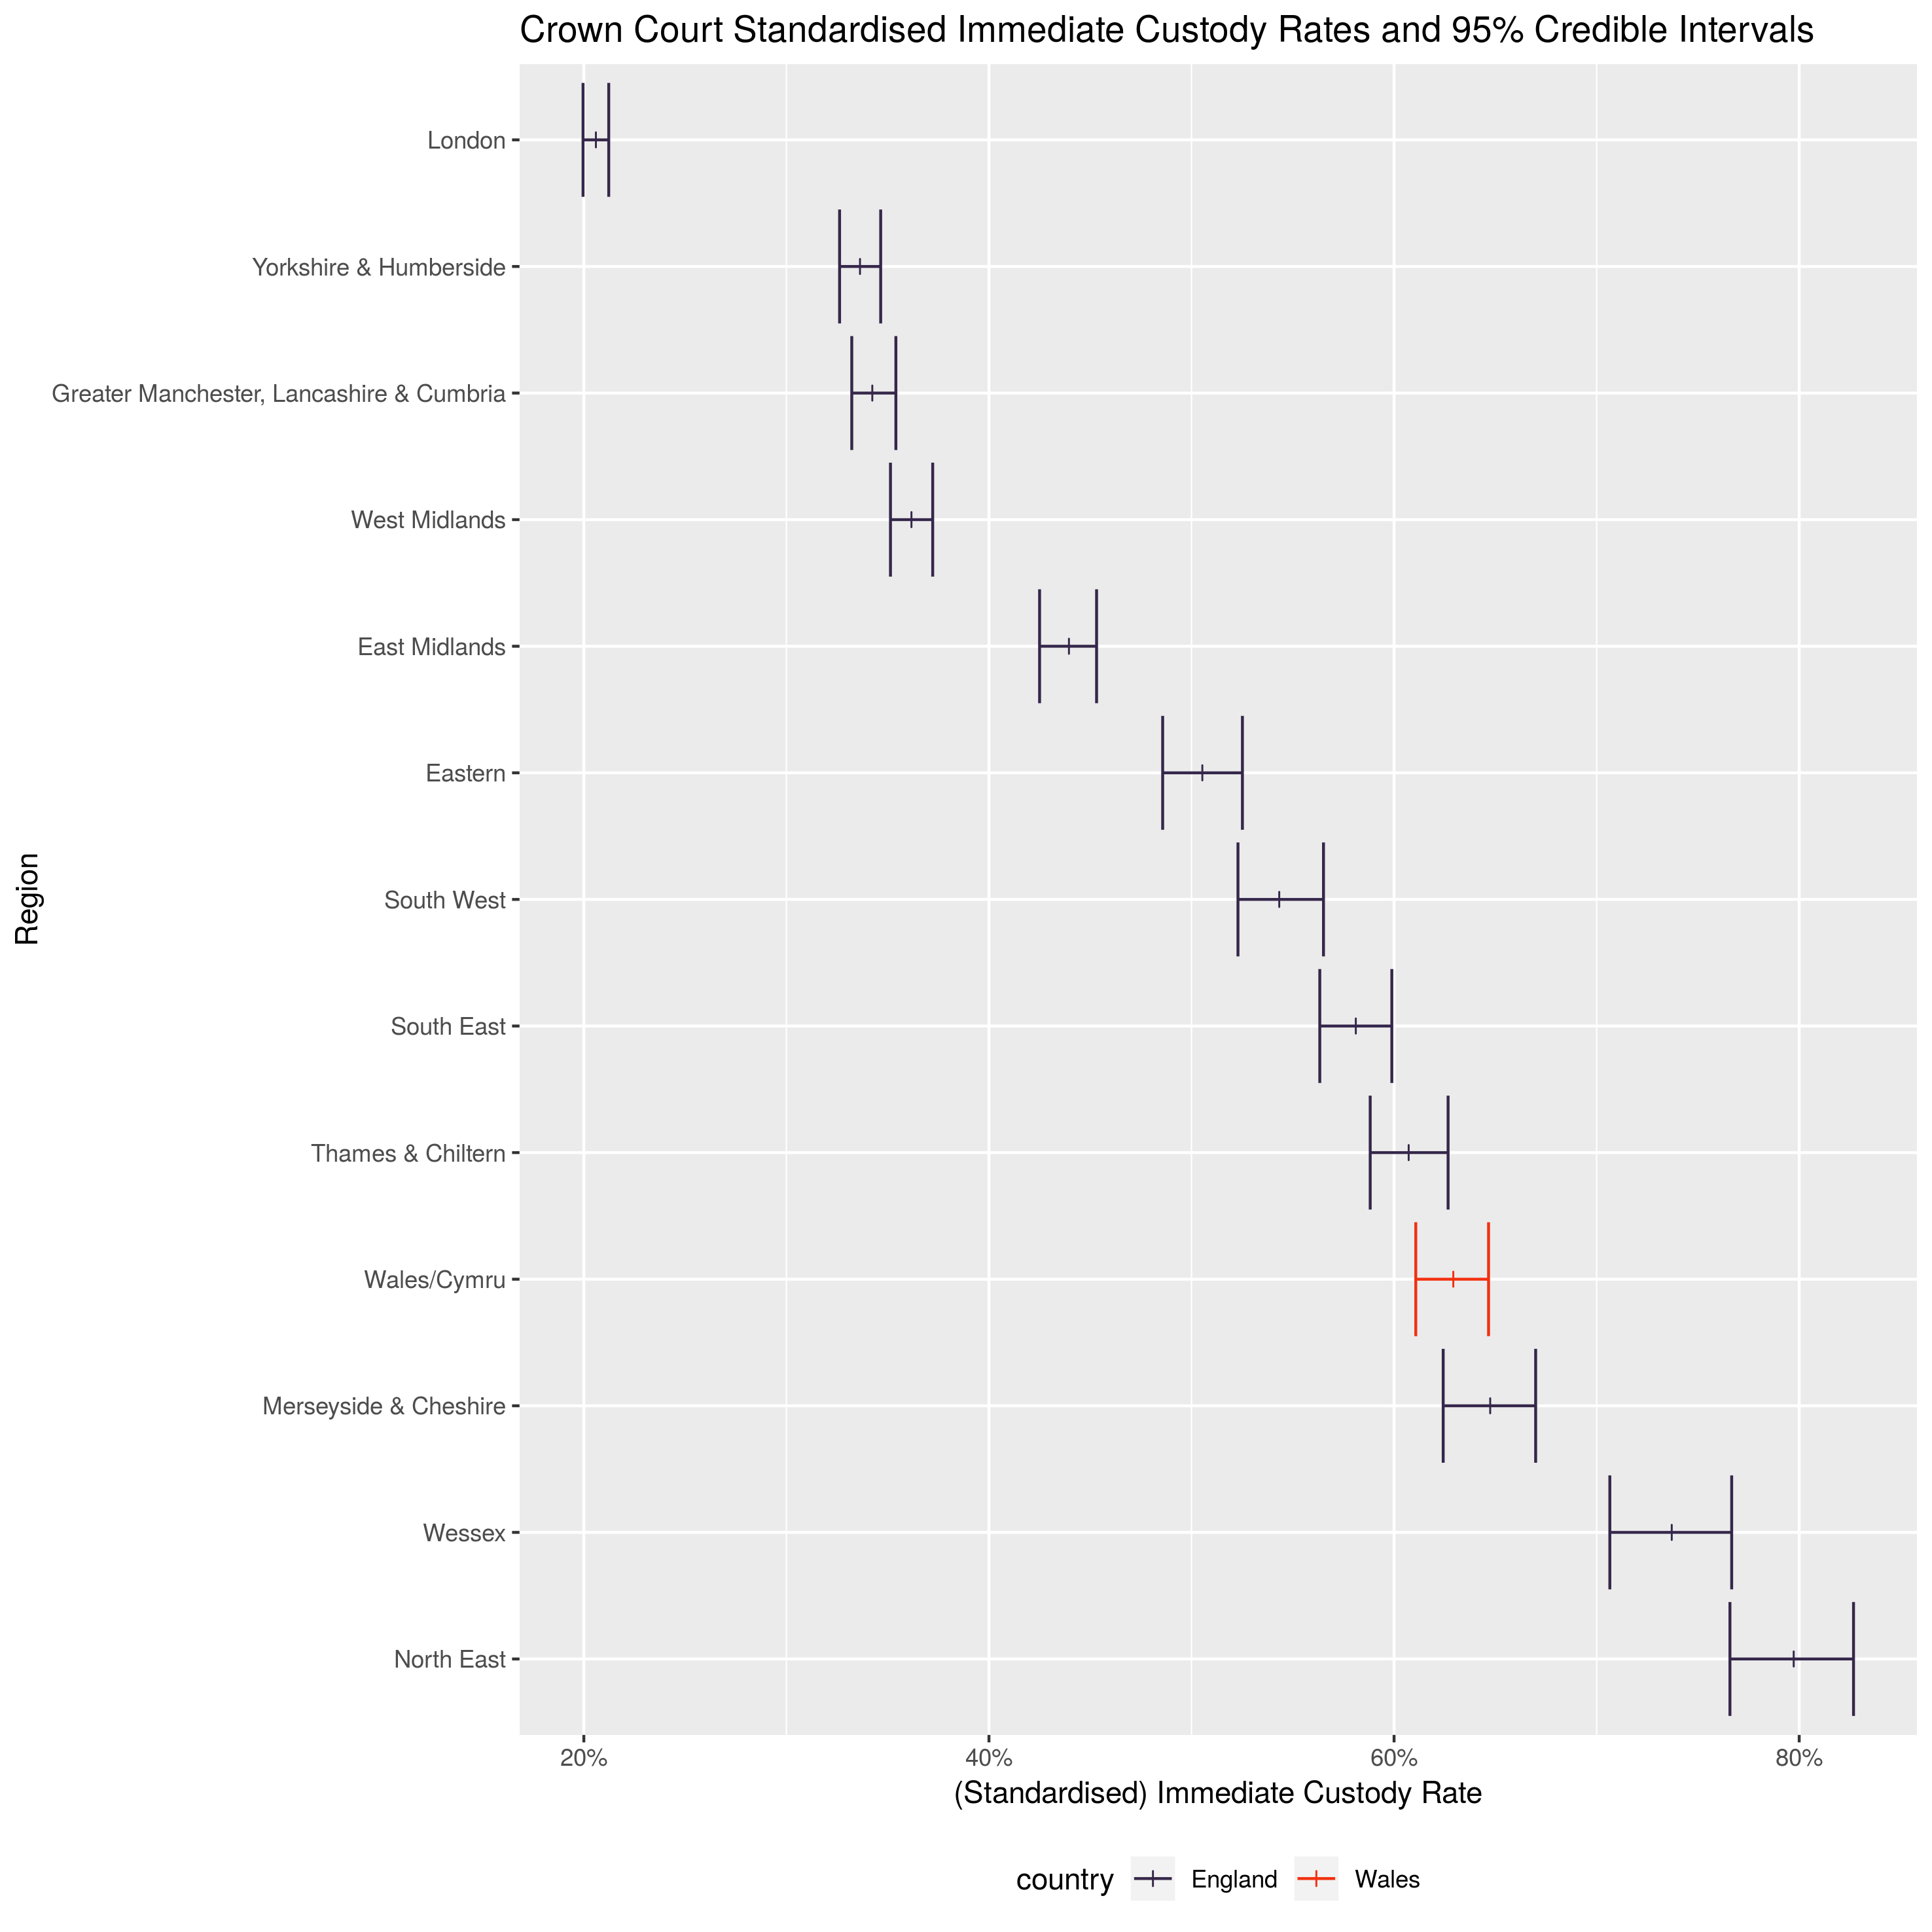 Crown Court Standardised Immediate Custody Rates and 95% Credible Intervals
Region
London
Yorkshire & Humberside
Greater Manchester, Lancashire & Cumbria
West Midlands
East Midlands
Eastern
South West
South East
Thames & Chiltern
Wales/Cymru
Merseyside & Cheshire
Wessex
North East
20% 40% 60% 80%
(Standardised) Immediate Custody Rate
country England Wales